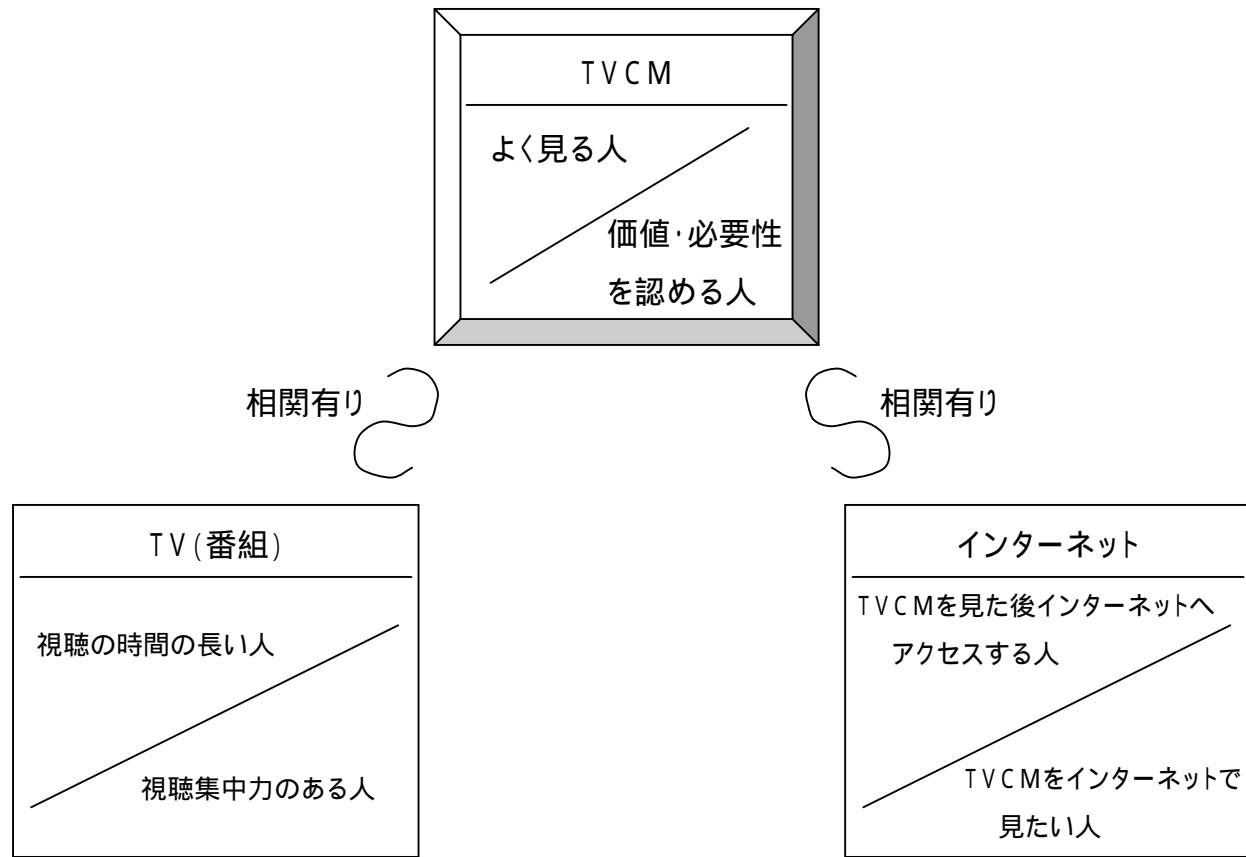 TVCM
よく見る人
価値・必要性
を認める人
相関有り
相関有り
TV(番組)
視聴の時間の長い人
視聴集中力のある人
インターネット
TVCMを見た後インターネットへ
アクセスする人
TVCMをインターネットで
見たい人